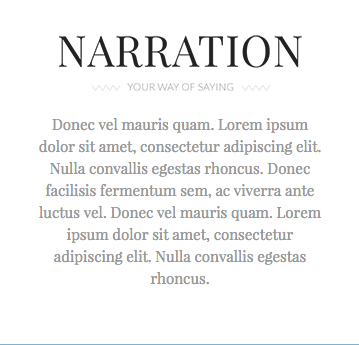 NARRATION
YOUR WAY OF SAYING
Donec vel mauris quam. Lorem ipsum
dolor sit amet, consectetur adipiscing elit.
Nulla convallis egestas rhoncus. Donec
facilisis fermentum sem, ac viverra ante
luctus vel. Donec vel mauris quam. Lorem
ipsum dolor sit amet, consectetur
adipiscing elit. Nulla convallis egestas
rhoncus.